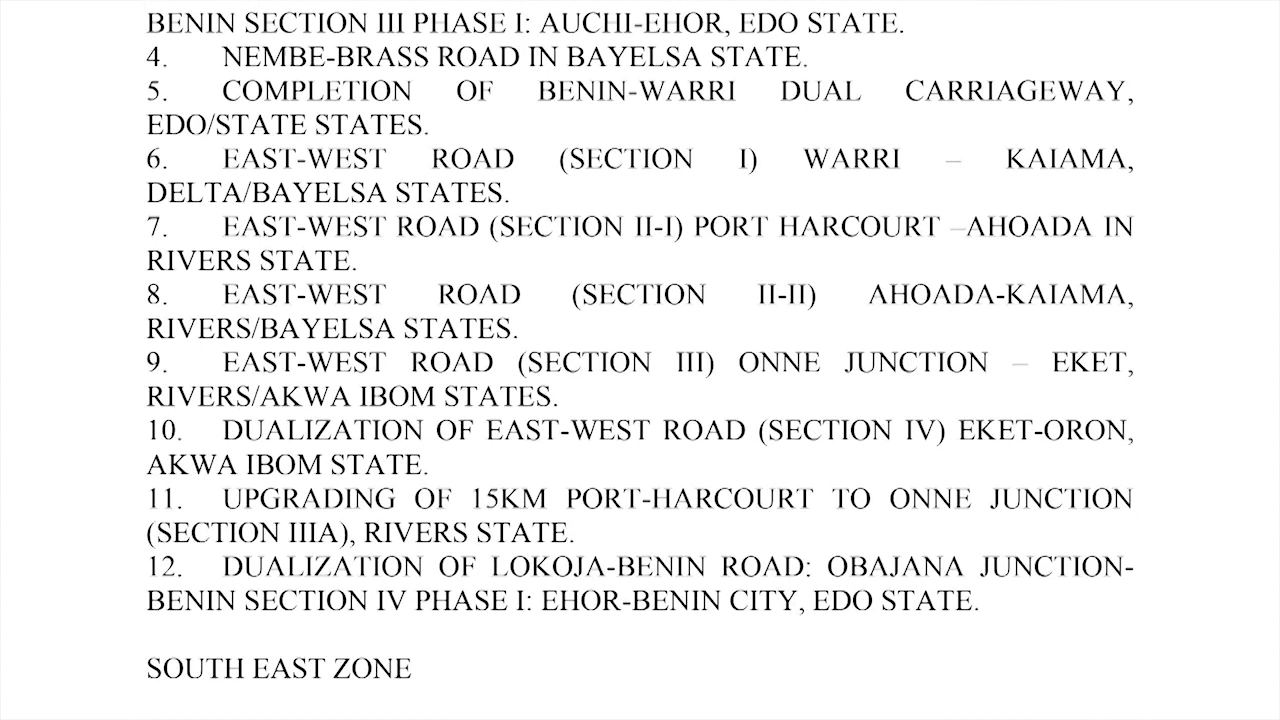 BENIN SECTION III PHASE I: AUCHI-EHOR, EDO STATE.
4. NEMBE-BRASS ROAD IN BAYELSA STATE.
5. COMPLETION OF BENIN-WARRI DUAL CARRIAGEWAY,
EDO/STATE STATES.
6. EAST-WEST ROAD (SECTION I) WARRI – KAIAMA,
DELTA/BAYELSA STATES.
7. EAST-WEST ROAD (SECTION II-I) PORT HARCOURT –AHOADA IN
RIVERS STATE.
8. EAST-WEST ROAD (SECTION II-II) AHOADA-KAIAMA,
RIVERS/BAYELSA STATES.
9. EAST-WEST ROAD (SECTION III) ONNE JUNCTION – EKET,
RIVERS/AKWA IBOM STATES.
10. DUALIZATION OF EAST-WEST ROAD (SECTION IV) EKET-ORON,
AKWA IBOM STATE.
11. UPGRADING OF 15KM PORT-HARCOURT TO ONNE JUNCTION
(SECTION IIIA), RIVERS STATE.
12. DUALIZATION OF LOKOJA-BENIN ROAD: OBAJANA JUNCTION-
BENIN SECTION IV PHASE I: EHOR-BENIN CITY, EDO STATE.
SOUTH EAST ZONE